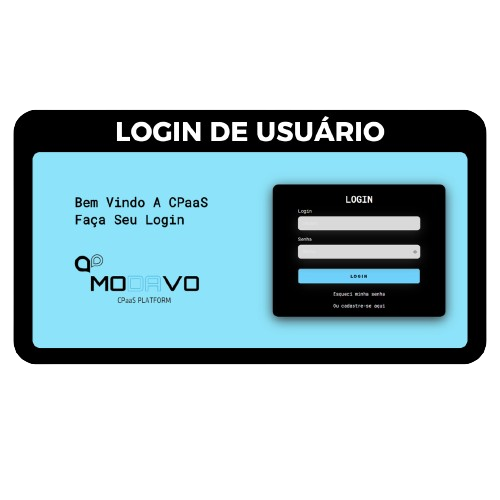 LOGIN DE USUÁRIO
Bem Vindo A CPaaS
Faça Seu Login
MODAVO
CPaaS PLATFORM
LOGIN
Login
Senha
LOGIN
Esqueci minha senha
Ou cadastre-se aqui